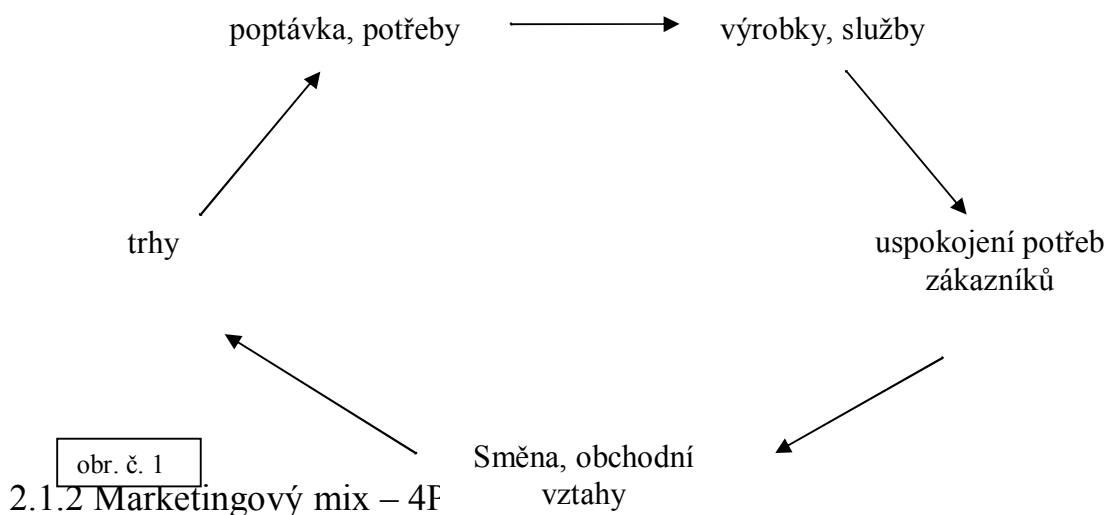 poptávka, potřeby
výrobky, služby
trhy
uspokojení potřeb
zákazníků
Směna, obchodní
vztahy
obr. č. 1
2.1.2 Marketingový mix –